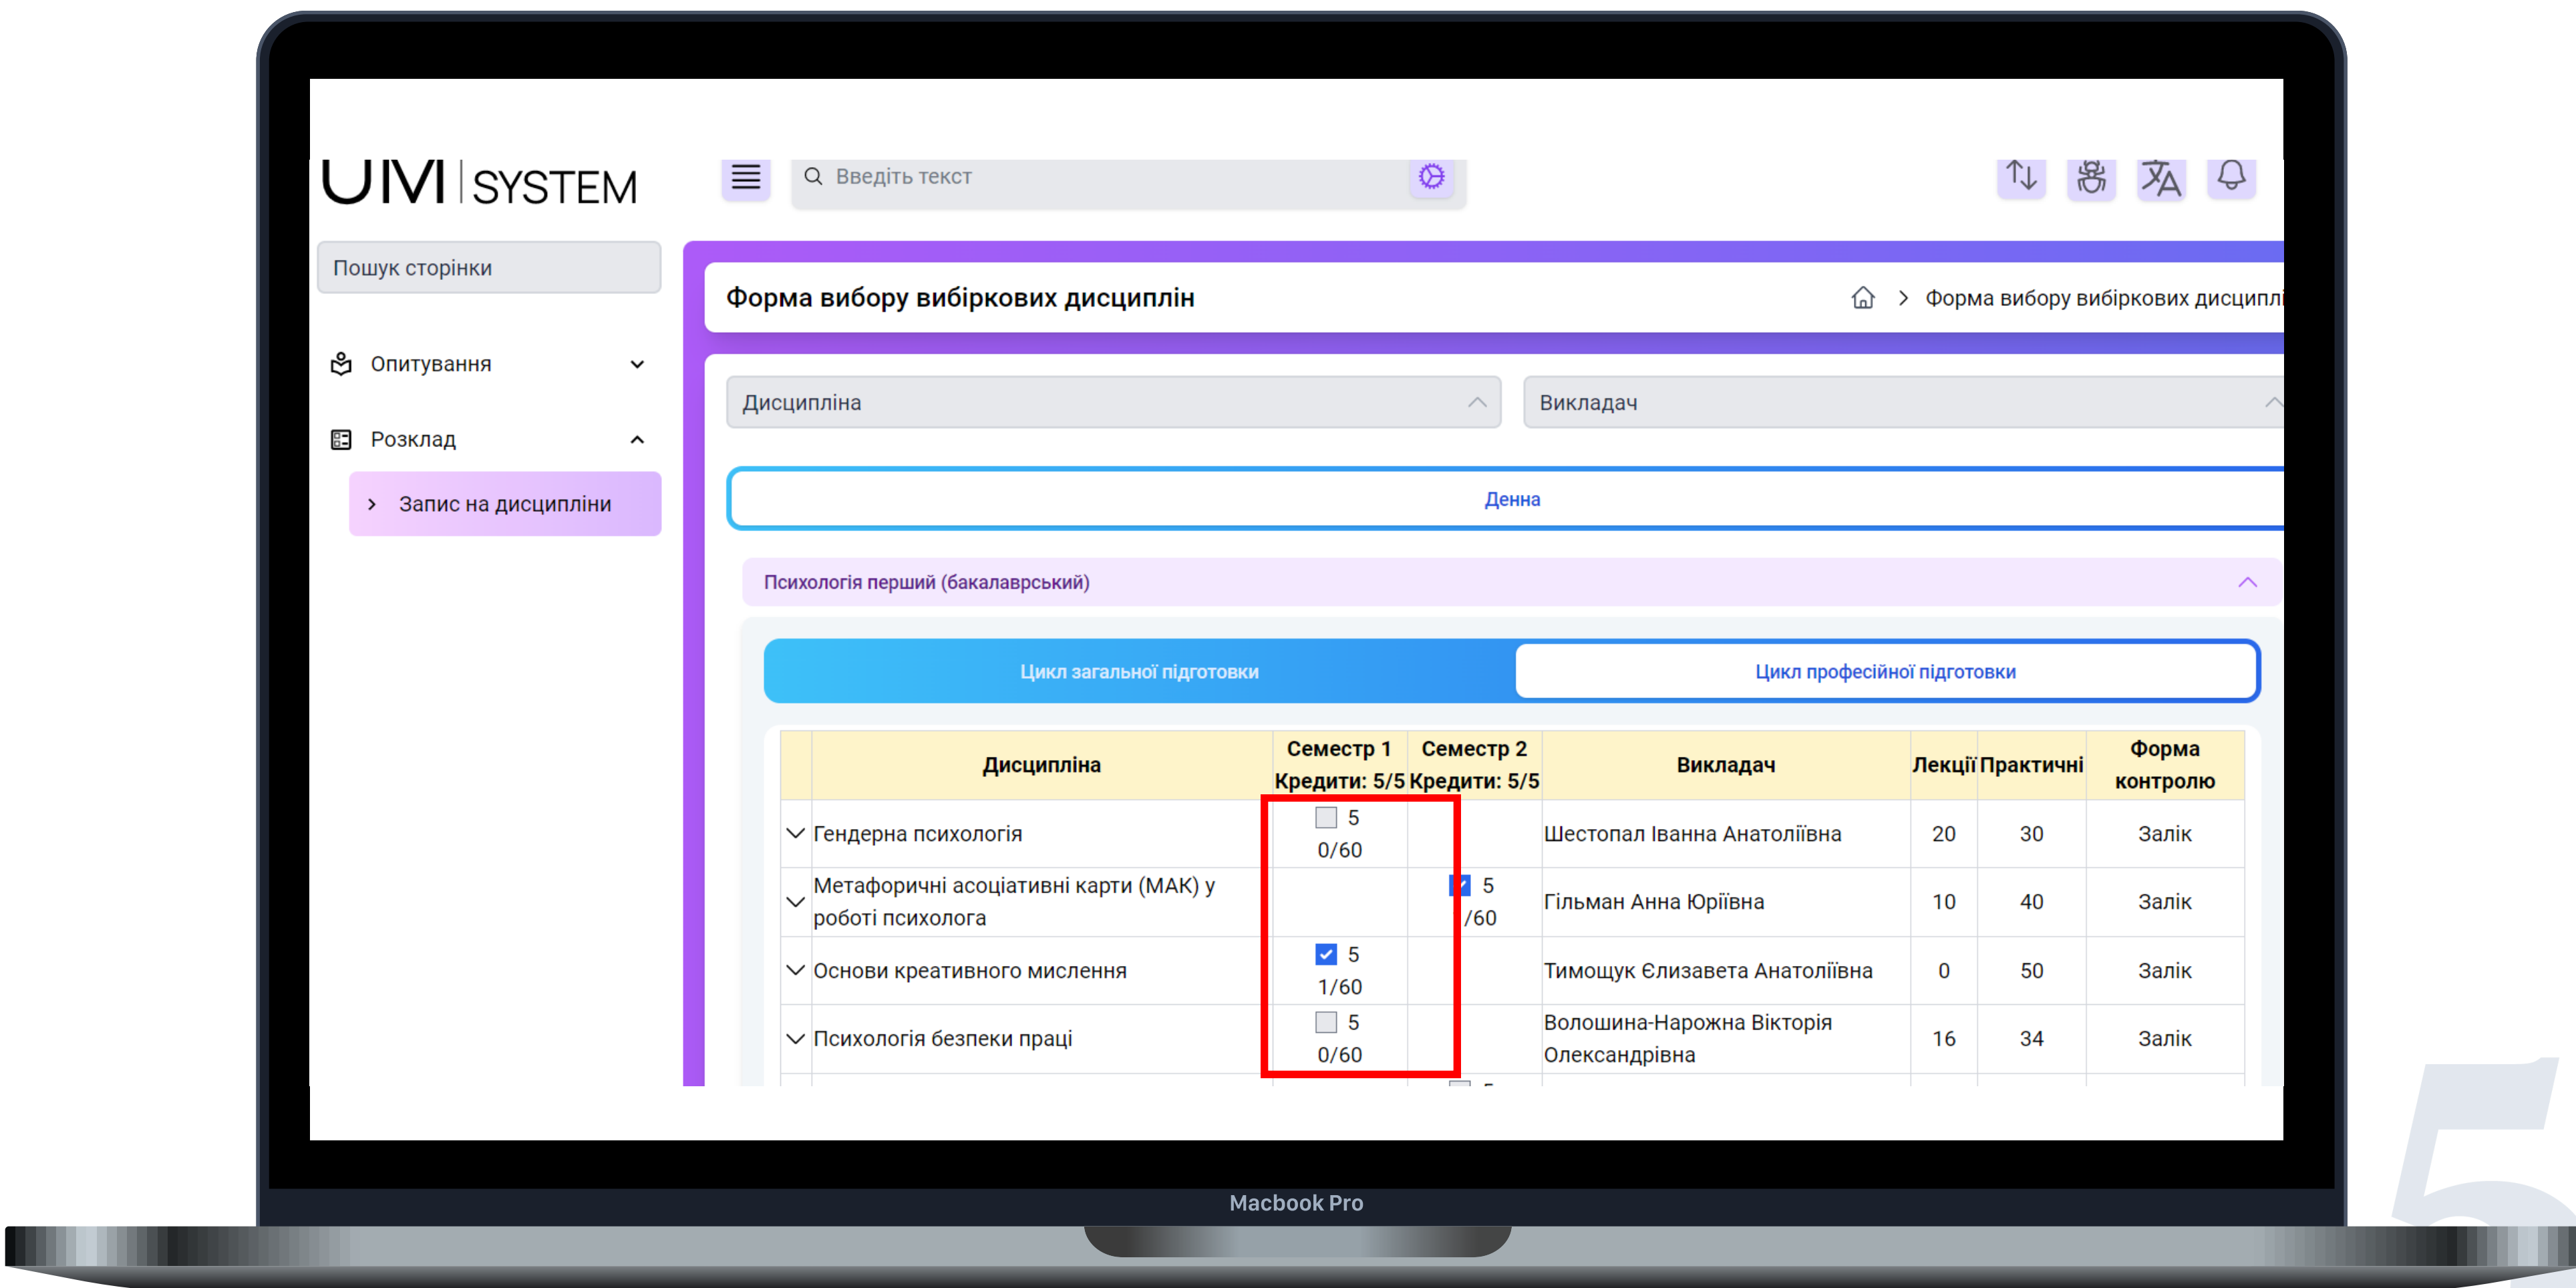 UMI SYSTEM
Введіть текст
Пошук сторінки
Опитування
Розклад
Запис на дисципліни
Форма вибору вибіркових дисциплін
Форма вибору вибіркових дисциплі
Дисципліна
Викладач
Денна
Психологія перший (бакалаврський)
Цикл загальної підготовки
Цикл професійної підготовки
Дисципліна
Семестр 1
Кредити: 5/5
Семестр 2
Кредити: 5/5
Викладач
Лекції
Практичні
Форма
контролю
Гендерна психологія
5
0/60
Шестопал Іванна Анатоліївна
20
30
Залік
Метафоричні асоціативні карти (МАК) у
роботі психолога
5
/60
Гільман Анна Юріївна
10
40
Залік
Основи креативного мислення
5
1/60
Тимощук Єлизавета Анатоліївна
0
50
Залік
Психологія безпеки праці
5
0/60
Волошина-Нарожна Вікторія
Олександрівна
16
34
Залік
Macbook Pro
5